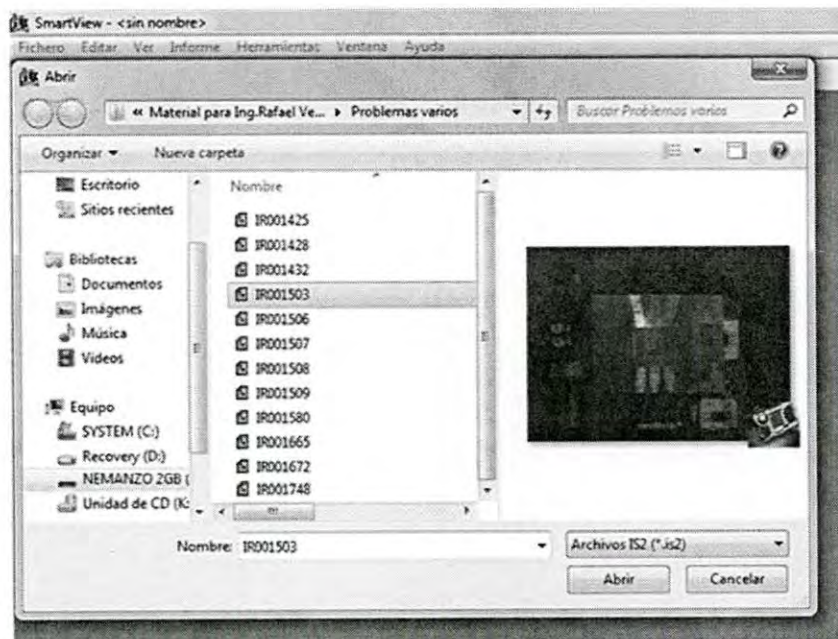 SmartView - <sin nombre>
Fichero Editar Ver Informe Herramientas Ventana Ayuda
Abrir
« Material para Ing.Rafael Ve... Problemas varios
Buscar Problemas varios
Organizar Nueva carpeta
Escritorio
Sitios recientes
Bibliotecas
Documentos
Imágenes
Música
Videos
Equipo
SYSTEM (C:)
Recovery (D:)
NEMANZO 2GB (
Unidad de CD (K:
Nombre
IR001425
IR001428
IR001432
IR001503
IR001506
IR001507
IR001508
IR001509
IR001580
IR001665
IR001672
IR001748
Nombre: IR001503
Archivos IS2 (*.is2)
Abrir Cancelar